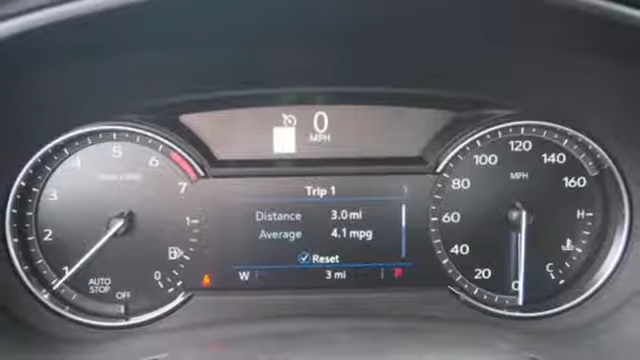 0
MPH
5
4
6
3
7
2
1
AUTO
STOP
OFF
1
0
Trip 1
Distance 3.0 mi
Average 4.1 mpg
Reset
W 3 mi P
120
100 140
MPH
80 160
60
40
20
0
H
C